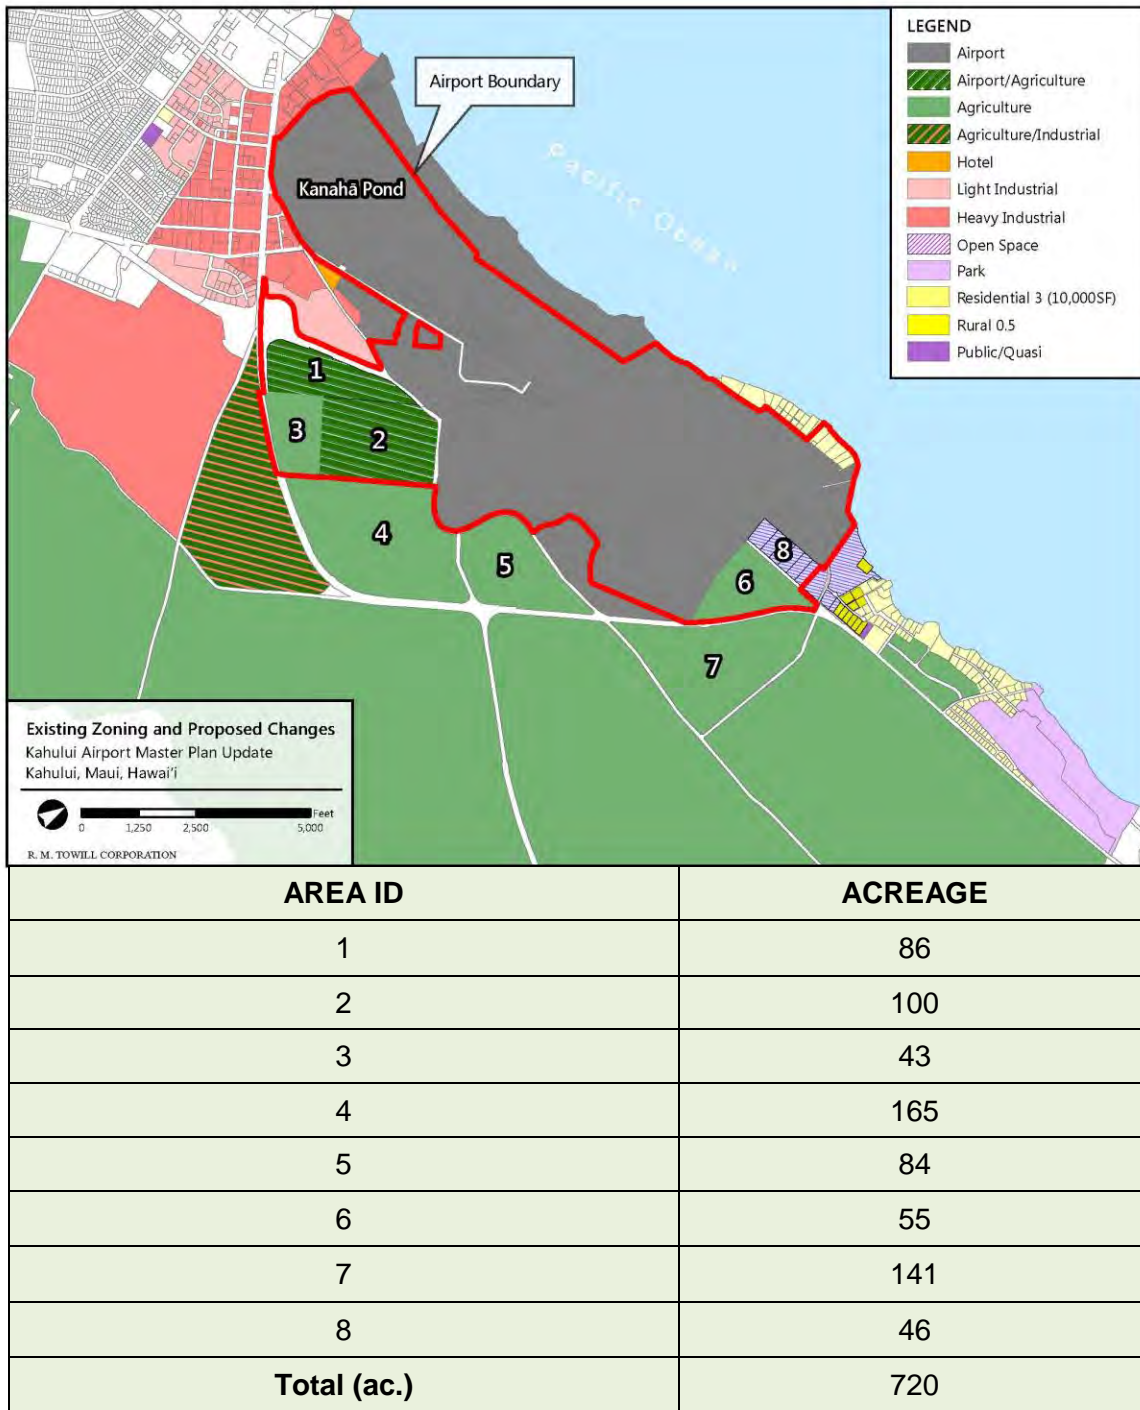 LEGEND
Airport
Airport/Agriculture
Agriculture
Agriculture/Industrial
Hotel
Light Industrial
Heavy Industrial
Open Space
Park
Residential 3 (10,000SF)
Rural 0.5
Public/Quasi
Airport Boundary
Pacific Ocean
Kanahā Pond
1
2
3
4
5
6
7
8
Existing Zoning and Proposed Changes
Kahului Airport Master Plan Update
Kahului, Maui, Hawai'i
Feet
0 1,250 2,500 5,000
R. M. TOWILL CORPORATION
AREA ID ACREAGE
1 86
2 100
3 43
4 165
5 84
6 55
7 141
8 46
Total (ac.) 720